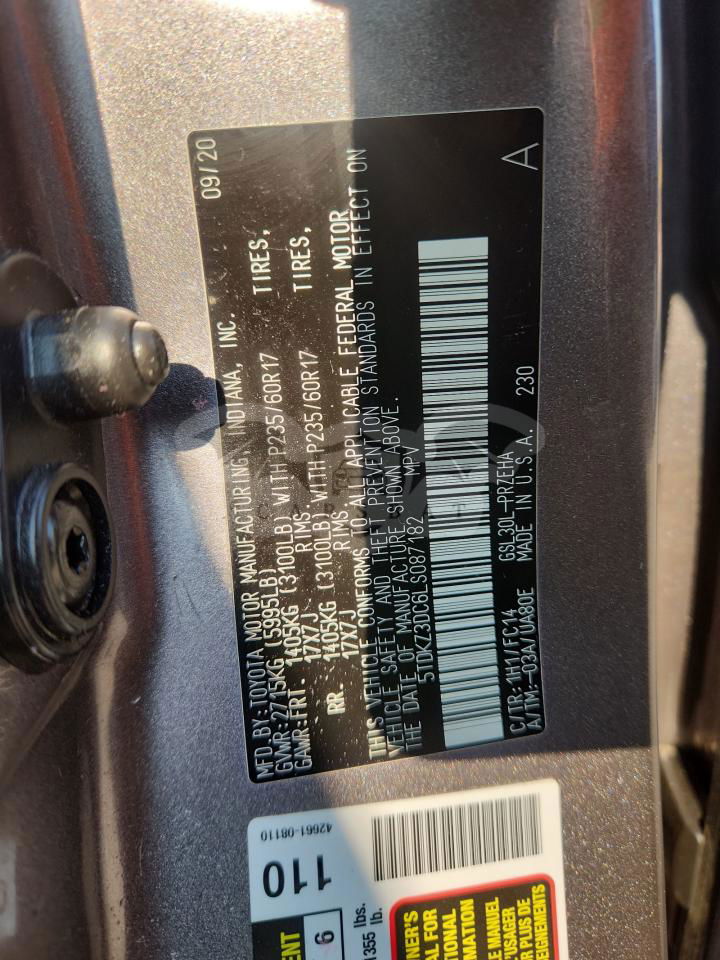 MFD.BY:TOYOTA MOTOR MANUFACTURING, INDIANA, INC. 09/20
GVWR:2715KG (5995LB)
GAWR:FRT. 1405KG (3100LB) WITH P235/60R17 TIRES,
17X7J RIMS.
RR. 1405KG (3100LB) WITH P235/60R17 TIRES,
17X7J RIMS.
THIS VEHICLE CONFORMS TO ALL APPLICABLE FEDERAL MOTOR
VEHICLE SAFETY AND THEFT PREVENTION STANDARDS IN EFFECT ON
THE DATE OF MANUFACTURE SHOWN ABOVE.
5TDKZ3DC6LS087182 MPV
C/TR:1H1/FC14 GSL30L-PRZEHA
A/TM:-03A/UA80E MADE IN U.S.A. 230
A
42661-08110
110
6
lbs.
1355 lb.